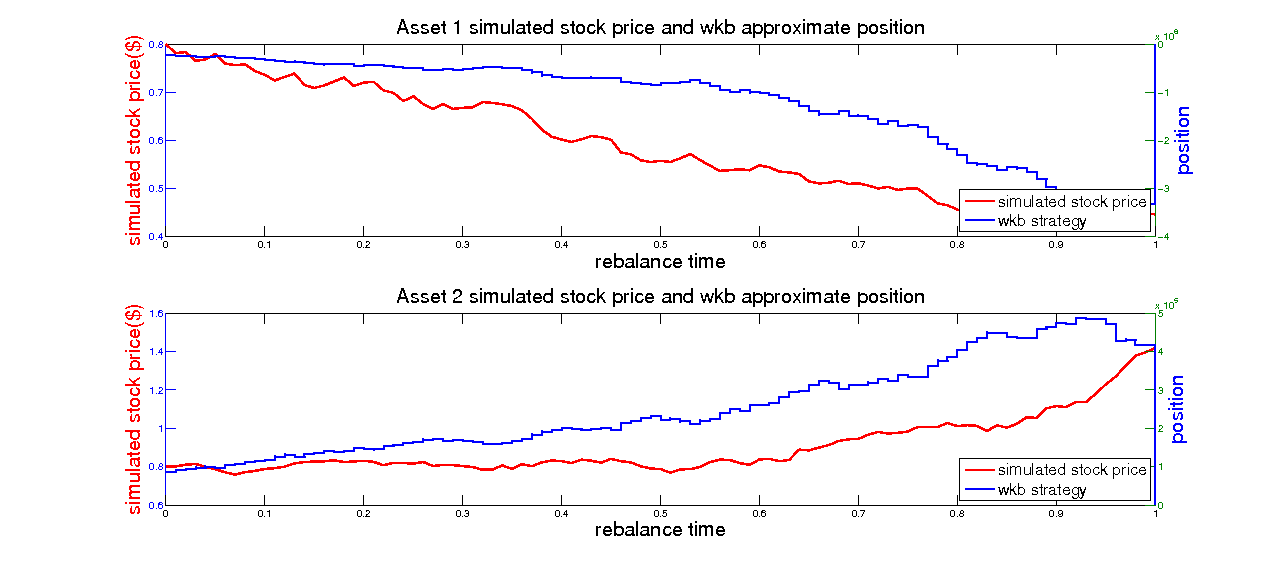 Asset 1 simulated stock price and wkb approximate position
x 10
simulated stock price($)
0.8
0.7
0.6
0.5
0.4
0
-1
-2
-3
-4
position
simulated stock price
wkb strategy
0 0.1 0.2 0.3 0.4 0.5 0.6 0.7 0.8 0.9 1
rebalance time
Asset 2 simulated stock price and wkb approximate position
x 10
simulated stock price($)
1.6
1.4
1.2
1
0.8
0.6
5
4
3
2
1
0
position
simulated stock price
wkb strategy
0 0.1 0.2 0.3 0.4 0.5 0.6 0.7 0.8 0.9 1
rebalance time